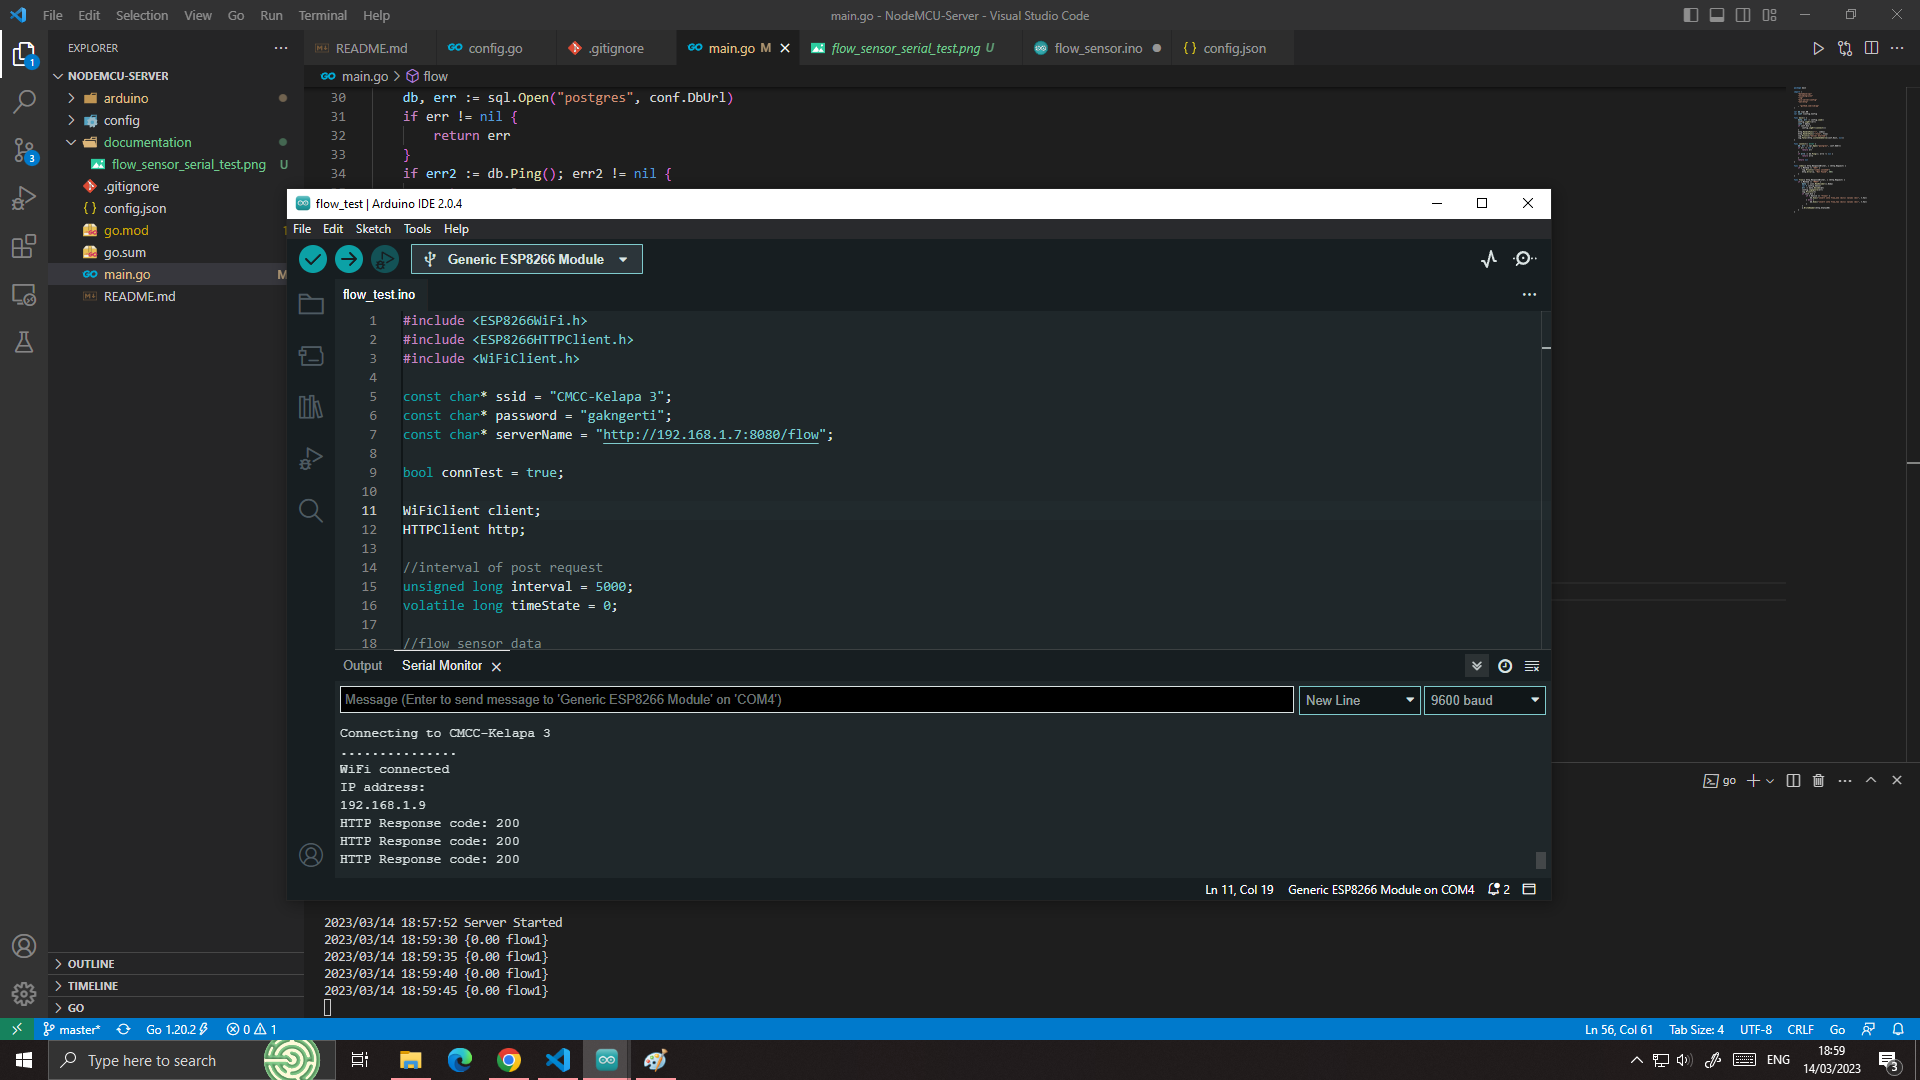 File Edit Selection View Go Run Terminal Help
main.go - NodeMCU-Server - Visual Studio Code
EXPLORER
README.md
config.go
.gitignore
main.go M
flow_sensor_serial_test.png U
flow_sensor.ino
config.json
NODEMCU-SERVER
arduino
config
documentation
flow_sensor_serial_test.png U
.gitignore
config.json
go.mod
go.sum
main.go M
README.md
main.go > flow
30 db, err := sql.Open("postgres", conf.DbUrl)
31 if err != nil {
32 return err
33 }
34 if err2 := db.Ping(); err2 != nil {
flow_test | Arduino IDE 2.0.4
File Edit Sketch Tools Help
Generic ESP8266 Module
flow_test.ino
1 #include <ESP8266WiFi.h>
2 #include <ESP8266HTTPClient.h>
3 #include <WiFiClient.h>
4
5 const char* ssid = "CMCC-Kelapa 3";
6 const char* password = "gakngerti";
7 const char* serverName = "http://192.168.1.7:8080/flow";
8
9 bool connTest = true;
10
11 WiFiClient client;
12 HTTPClient http;
13
14 //interval of post request
15 unsigned long interval = 5000;
16 volatile long timeState = 0;
17
18 //flow sensor data
Output Serial Monitor
Message (Enter to send message to 'Generic ESP8266 Module' on 'COM4')
New Line
9600 baud
Connecting to CMCC-Kelapa 3
...............
WiFi connected
IP address:
192.168.1.9
HTTP Response code: 200
HTTP Response code: 200
HTTP Response code: 200
Ln 11, Col 19 Generic ESP8266 Module on COM4 2
go
2023/03/14 18:57:52 Server Started
2023/03/14 18:59:30 {0.00 flow1}
2023/03/14 18:59:35 {0.00 flow1}
2023/03/14 18:59:40 {0.00 flow1}
2023/03/14 18:59:45 {0.00 flow1}
OUTLINE
TIMELINE
GO
master* Go 1.20.2 0 1
Ln 56, Col 61 Tab Size: 4 UTF-8 CRLF Go
Type here to search
ENG
18:59
14/03/2023
3